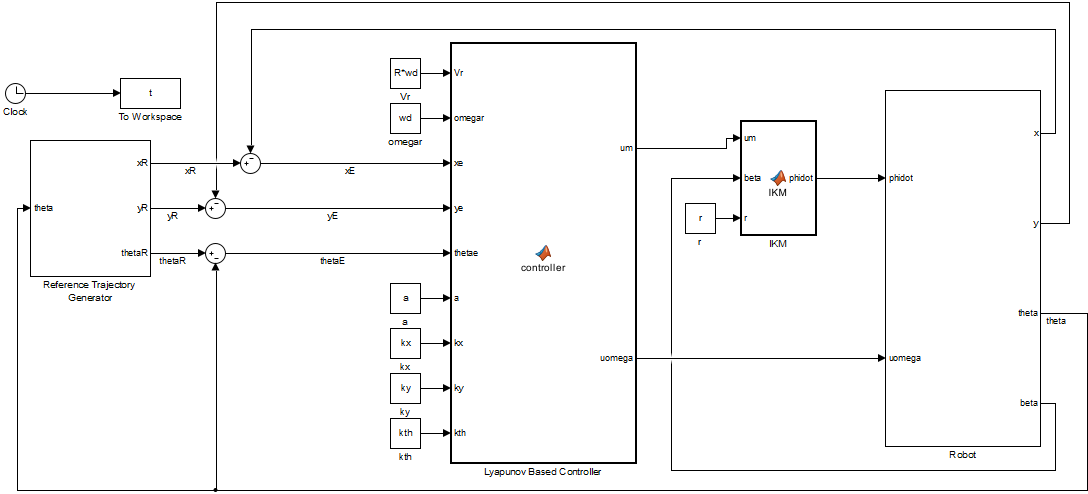 Clock
t
To Workspace
theta
xR
yR
thetaR
Reference Trajectory
Generator
xR
yR
thetaR
xE
yE
thetaE
R*wd
Vr
wd
omegar
a
a
kx
kx
ky
ky
kth
kth
Vr
omegar
xe
ye
thetae
a
kx
ky
kth
controller
um
uomega
Lyapunov Based Controller
r
r
um
beta
r
IKM
phidot
IKM
phidot
uomega
x
y
theta
beta
Robot
theta